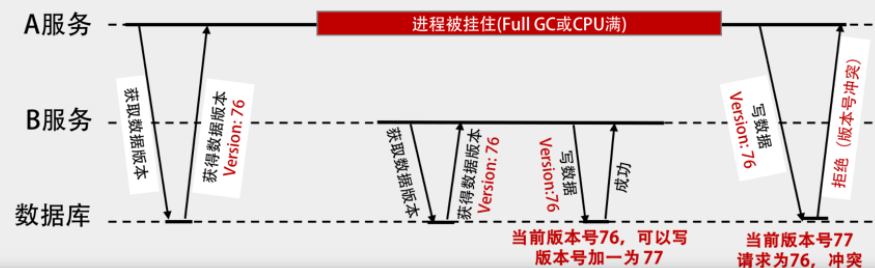 A服务
进程被挂住(Full GC或CPU满)
获取数据版本
获得数据版本
Version: 76
写数据
Version: 76
拒绝（版本号冲突）
B服务
获取数据版本
获得数据版本
Version: 76
写数据
Version:76
成功
数据库
当前版本号76，可以写
版本号加一为 77
当前版本号77
请求为76，冲突